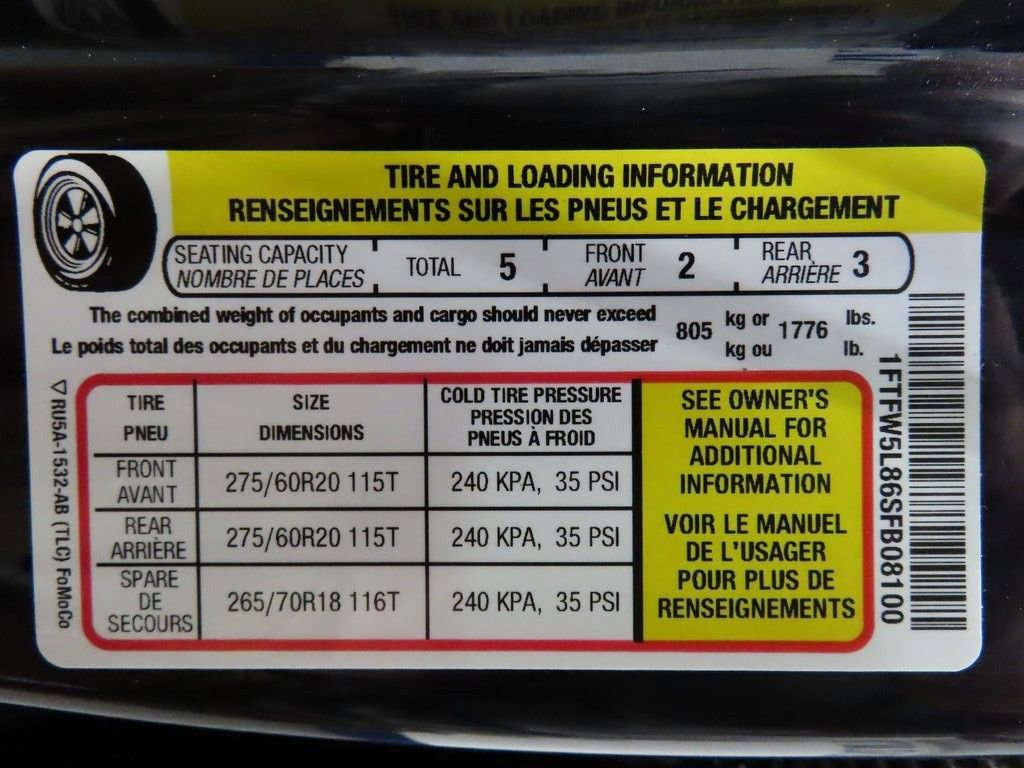 TIRE AND LOADING INFORMATION
RENSEIGNEMENTS SUR LES PNEUS ET LE CHARGEMENT
SEATING CAPACITY
NOMBRE DE PLACES
TOTAL 5
FRONT
AVANT
2
REAR
ARRIÈRE
3
The combined weight of occupants and cargo should never exceed
Le poids total des occupants et du chargement ne doit jamais dépasser
805
kg or
kg ou
1776
lbs.
lb.
TIRE
PNEU
SIZE
DIMENSIONS
COLD TIRE PRESSURE
PRESSION DES
PNEUS À FROID
FRONT
AVANT
275/60R20 115T
240 KPA, 35 PSI
REAR
ARRIÈRE
275/60R20 115T
240 KPA, 35 PSI
SPARE
DE
SECOURS
265/70R18 116T
240 KPA, 35 PSI
SEE OWNER'S
MANUAL FOR
ADDITIONAL
INFORMATION
VOIR LE MANUEL
DE L'USAGER
POUR PLUS DE
RENSEIGNEMENTS
1FTFW5L86SFB08100
RU5A-1532-AB (TLC) FoMoCo